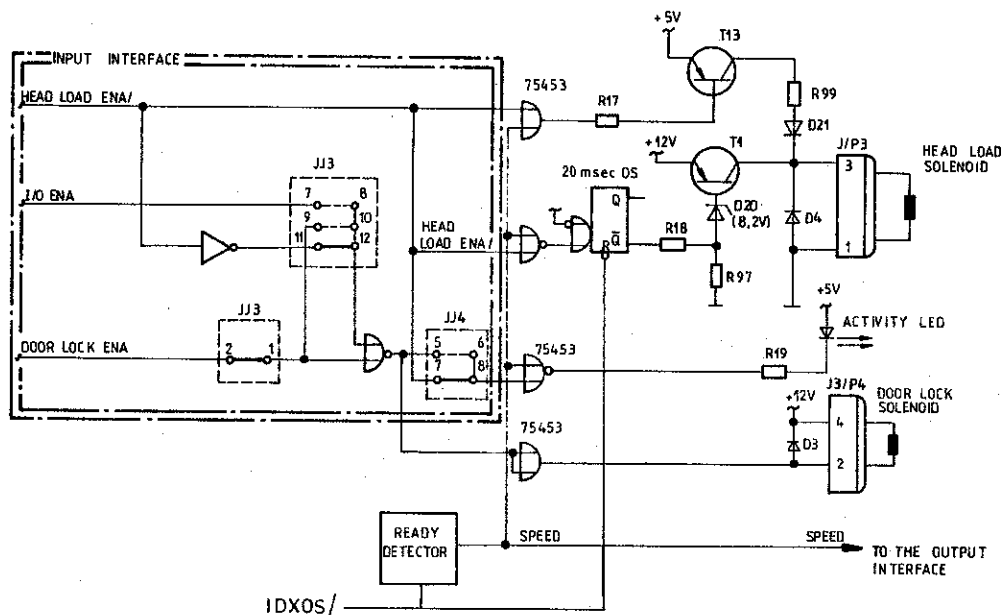 INPUT INTERFACE
HEAD LOAD ENA/
I/O ENA
DOOR LOCK ENA
JJ3
7 8
9 10
11 12
JJ3
2 1
HEAD
LOAD ENA/
JJ4
5 6
7 8
75453
R17
+5V
T13
R99
D21
+12V
T1
20 msec OS
Q
Q̅
R
R18
D20
(8,2V)
R97
D4
J/P3
3
1
HEAD LOAD
SOLENOID
+5V
ACTIVITY LED
75453
R19
75453
+12V
D3
J3/P4
4
2
DOOR LOCK
SOLENOID
READY
DETECTOR
SPEED
SPEED
TO THE OUTPUT
INTERFACE
IDXOS/